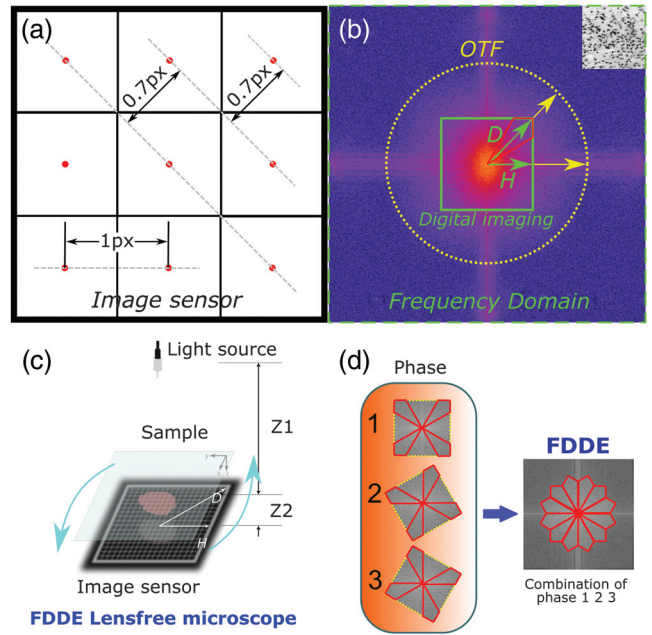 (a)
0.7px
0.7px
1px
Image sensor
(b)
OTF
D
H
Digital imaging
Frequency Domain
(c)
Light source
Z1
Sample
Z2
D
H
Image sensor
FDDE Lensfree microscope
(d)
Phase
1
2
3
FDDE
Combination of
phase 1 2 3